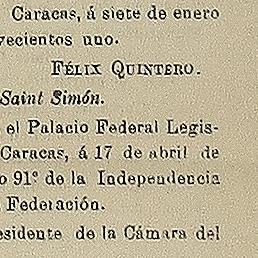 Caracas, á siete de enero
vecientos uno.
FÉLIX QUINTERO.
Saint Simón.
el Palacio Federal Legis-
Caracas, á 17 de abril de
o 91° de la Independencia
Federación.
esidente de la Cámara del